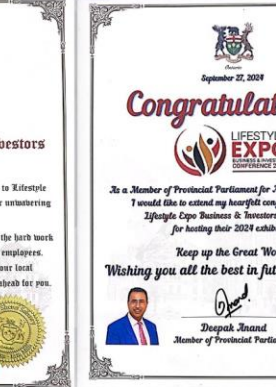 vestors
to Lifestyle
r unwavering
the hard work
employees.
our local
ahead for you.
Ontario
September 27, 2024
Congratulat
LIFESTYLE
EXPO
BUSINESS & INVEST
CONFERENCE 2
As a Member of Provincial Parliament for
I would like to extend my heartfelt con
Lifestyle Expo Business & Investors
for hosting their 2024 exhib
Keep up the Great Wo
Wishing you all the best in fut
Deepak Anand
Member of Provincial Parlie